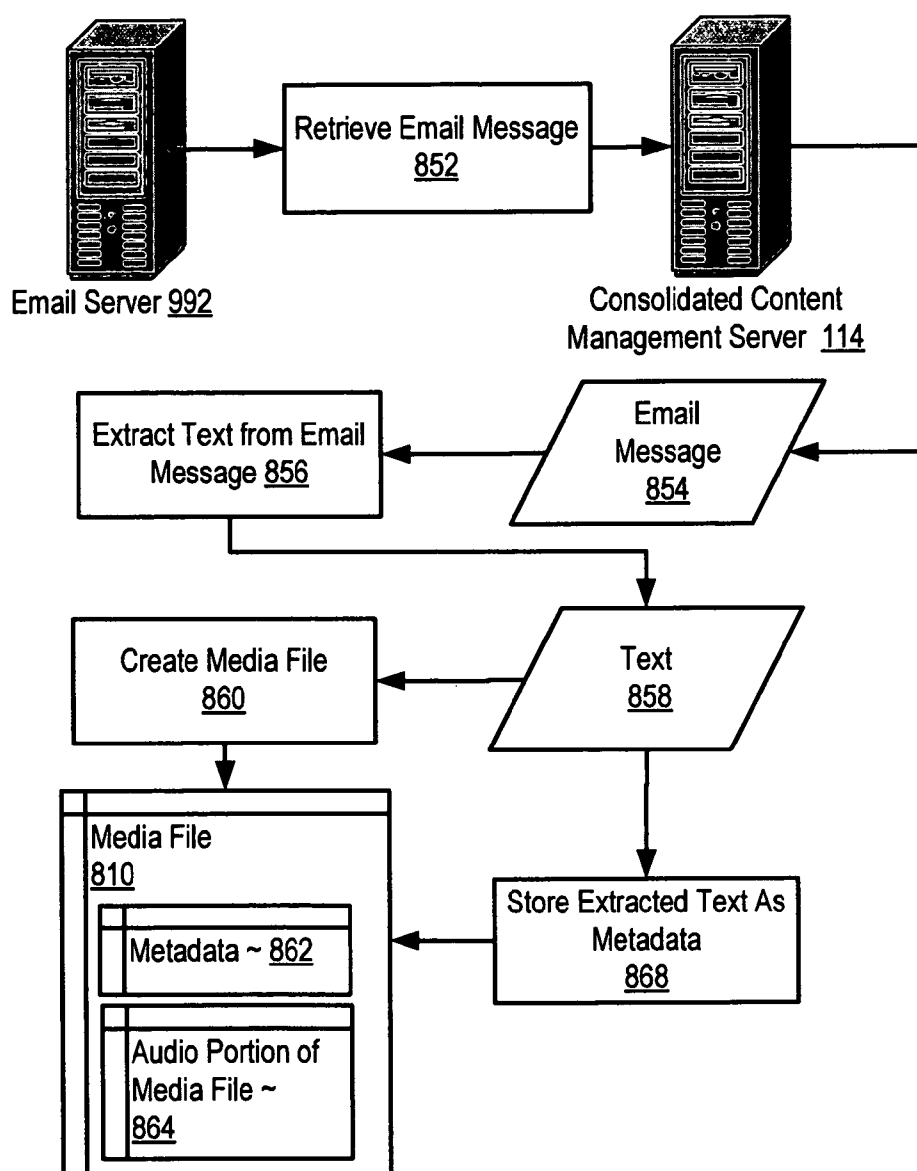 Retrieve Email Message
852
Email Server 992
Consolidated Content
Management Server 114
Extract Text from Email
Message 856
Email
Message
854
Create Media File
860
Text
858
Media File
810
Metadata ~ 862
Audio Portion of
Media File ~
864
Store Extracted Text As
Metadata
868